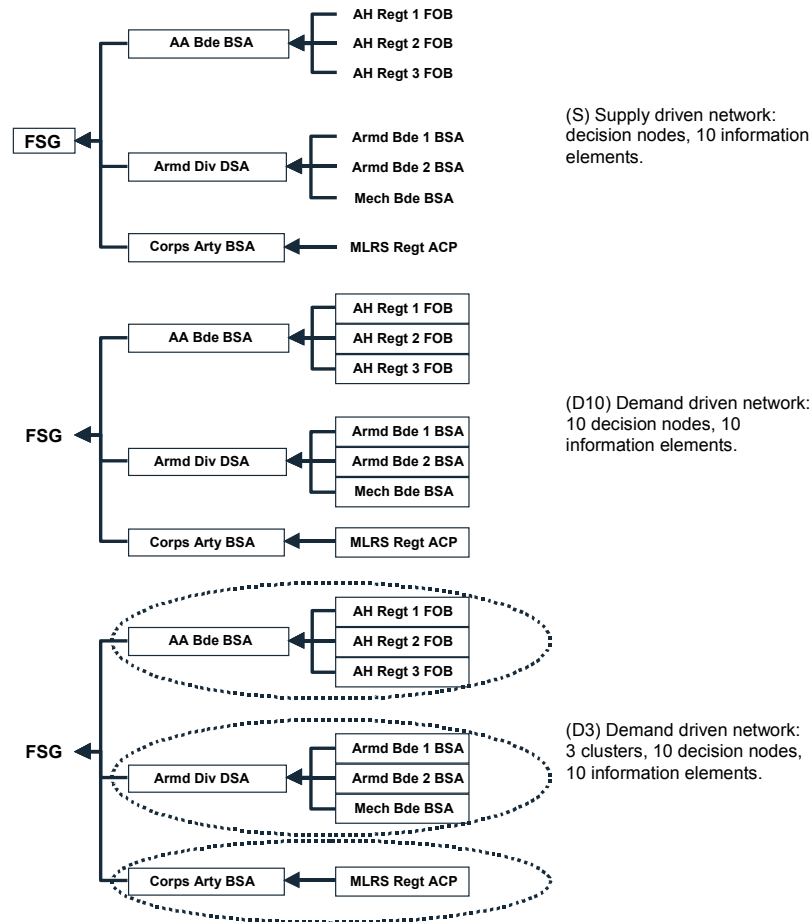 AH Regt 1 FOB
AA Bde BSA
AH Regt 2 FOB
AH Regt 3 FOB
FSG
Armd Bde 1 BSA
Armd Div DSA
Armd Bde 2 BSA
Mech Bde BSA
Corps Arty BSA
MLRS Regt ACP
(S) Supply driven network:
decision nodes, 10 information
elements.
AH Regt 1 FOB
AA Bde BSA
AH Regt 2 FOB
AH Regt 3 FOB
FSG
Armd Bde 1 BSA
Armd Div DSA
Armd Bde 2 BSA
Mech Bde BSA
Corps Arty BSA
MLRS Regt ACP
(D10) Demand driven network:
10 decision nodes, 10
information elements.
AH Regt 1 FOB
AA Bde BSA
AH Regt 2 FOB
AH Regt 3 FOB
FSG
Armd Bde 1 BSA
Armd Div DSA
Armd Bde 2 BSA
Mech Bde BSA
Corps Arty BSA
MLRS Regt ACP
(D3) Demand driven network:
3 clusters, 10 decision nodes,
10 information elements.